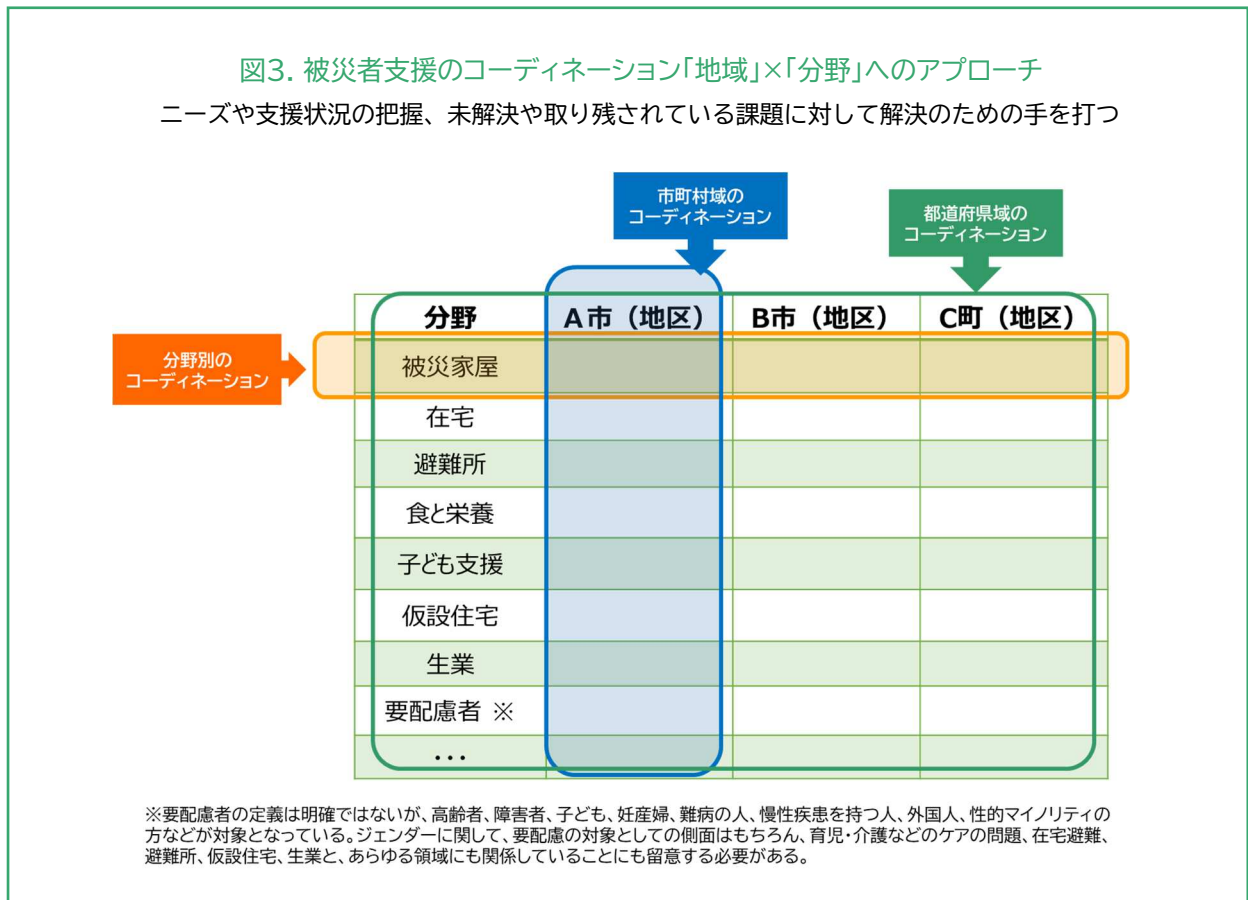 図3. 被災者支援のコーディネーション「地域」×「分野」へのアプローチ
ニーズや支援状況の把握、未解決や取り残されている課題に対して解決のための手を打つ
市町村域の
コーディネーション
都道府県域の
コーディネーション
分野別の
コーディネーション
分野 A市（地区） B市（地区） C町（地区）
被災家屋
在宅
避難所
食と栄養
子ども支援
仮設住宅
生業
要配慮者 ※
・・・
※要配慮者の定義は明確ではないが、高齢者、障害者、子ども、妊産婦、難病の人、慢性疾患を持つ人、外国人、性的マイノリティの
方などが対象となっている。ジェンダーに関して、要配慮の対象としての側面はもちろん、育児・介護などのケアの問題、在宅避難、
避難所、仮設住宅、生業と、あらゆる領域にも関係していることにも留意する必要がある。